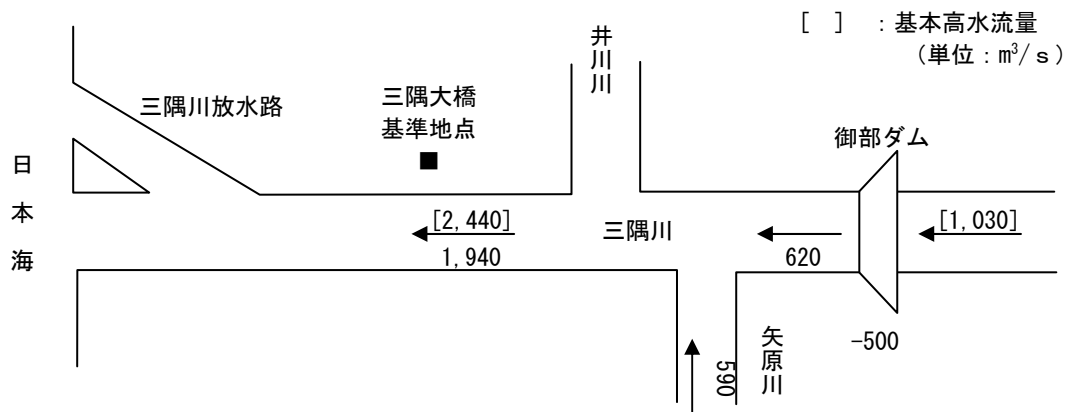 [ ] : 基本高水流量
(単位:m³/s)
井川川
三隅川放水路
三隅大橋
基準地点
■
御部ダム
日本海
[2,440]
1,940
三隅川
620
[1,030]
-500
矢原川
590